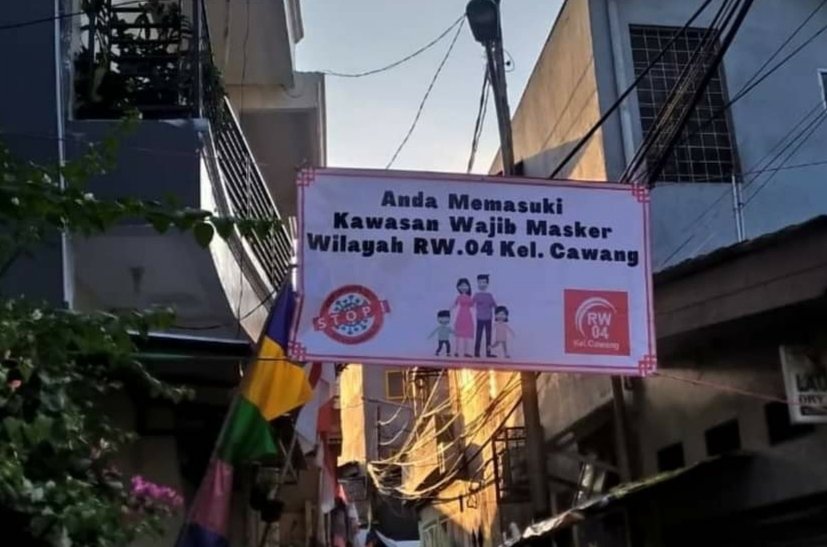 Anda Memasuki
Kawasan Wajib Masker
Wilayah RW.04 Kel. Cawang
STOP
RW
04
Kel.Cawang